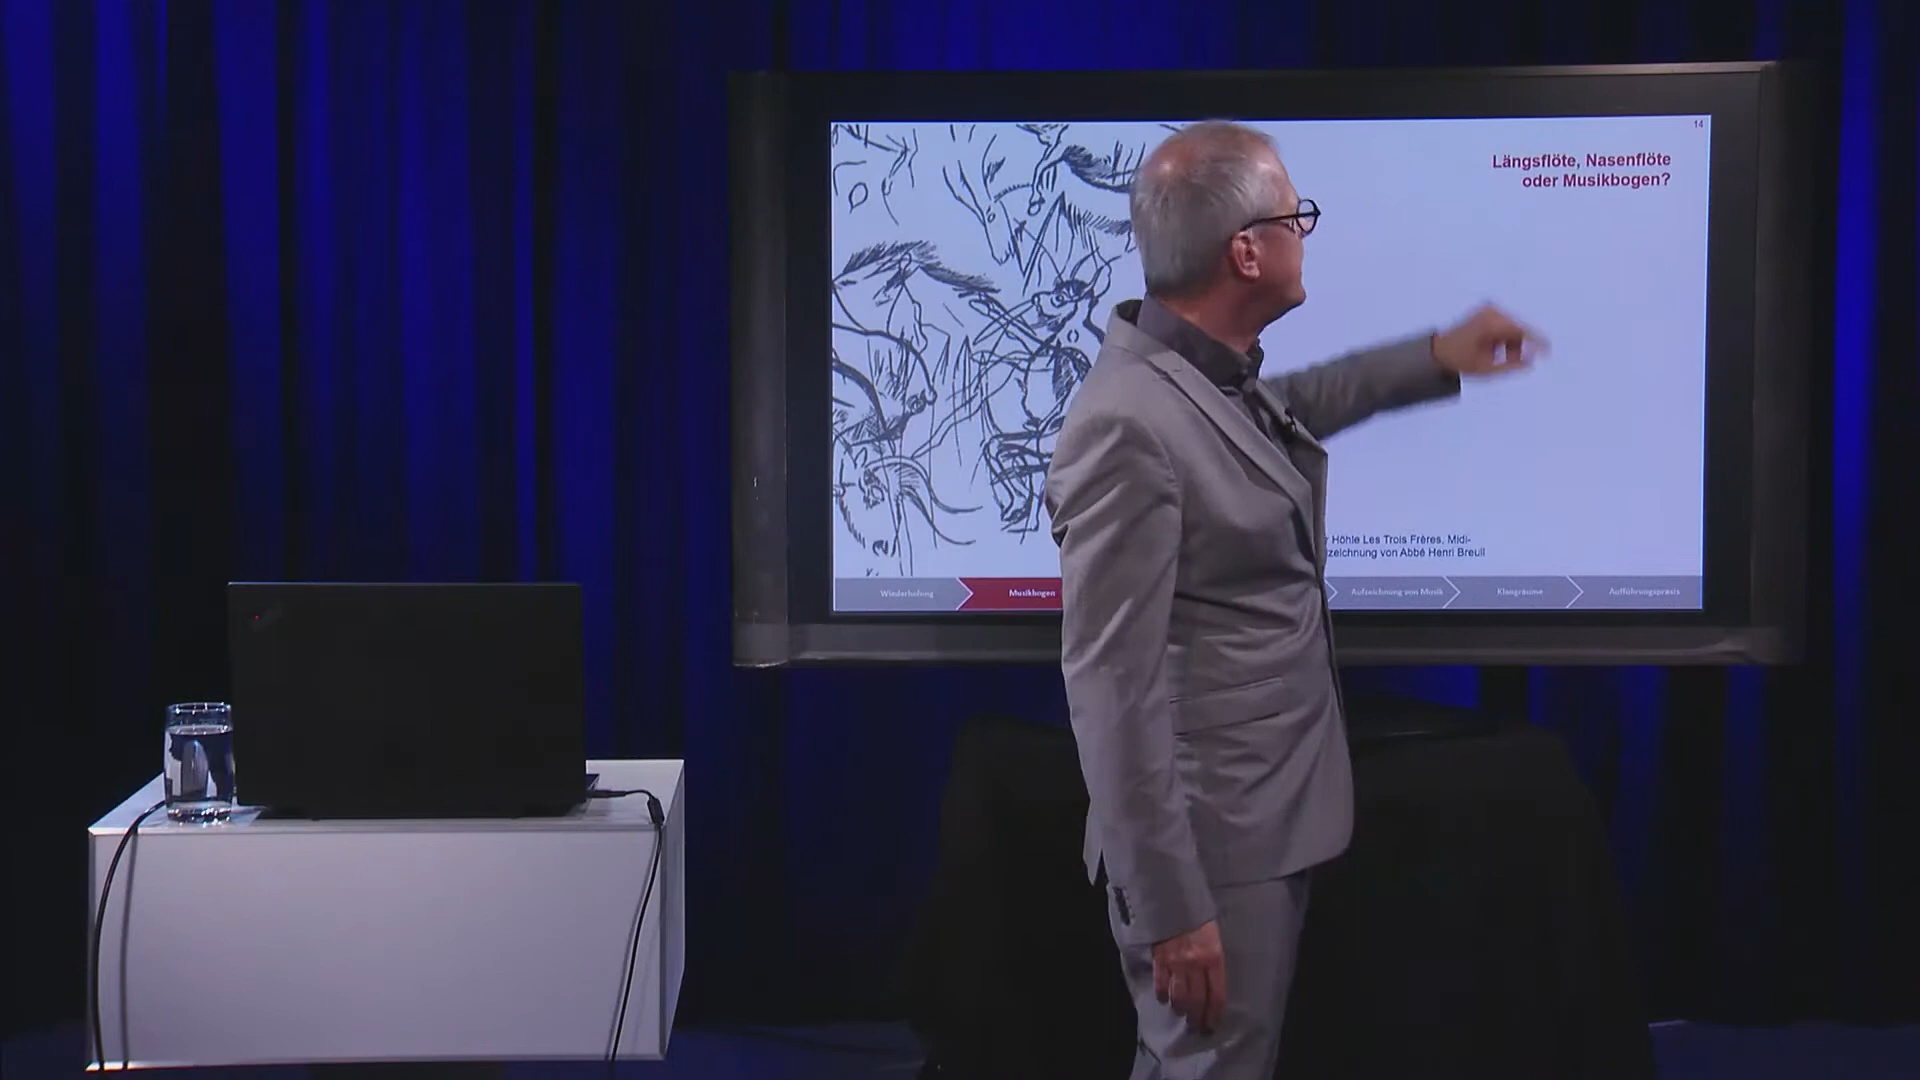 14
Längsflöte, Nasenflöte
oder Musikbogen?
Höhle Les Trois Frères, Midi-
zeichnung von Abbé Henri Breuil
Wiederholung
Musikbogen
Aufzeichnung von Musik
Klangräume
Aufführungspraxis